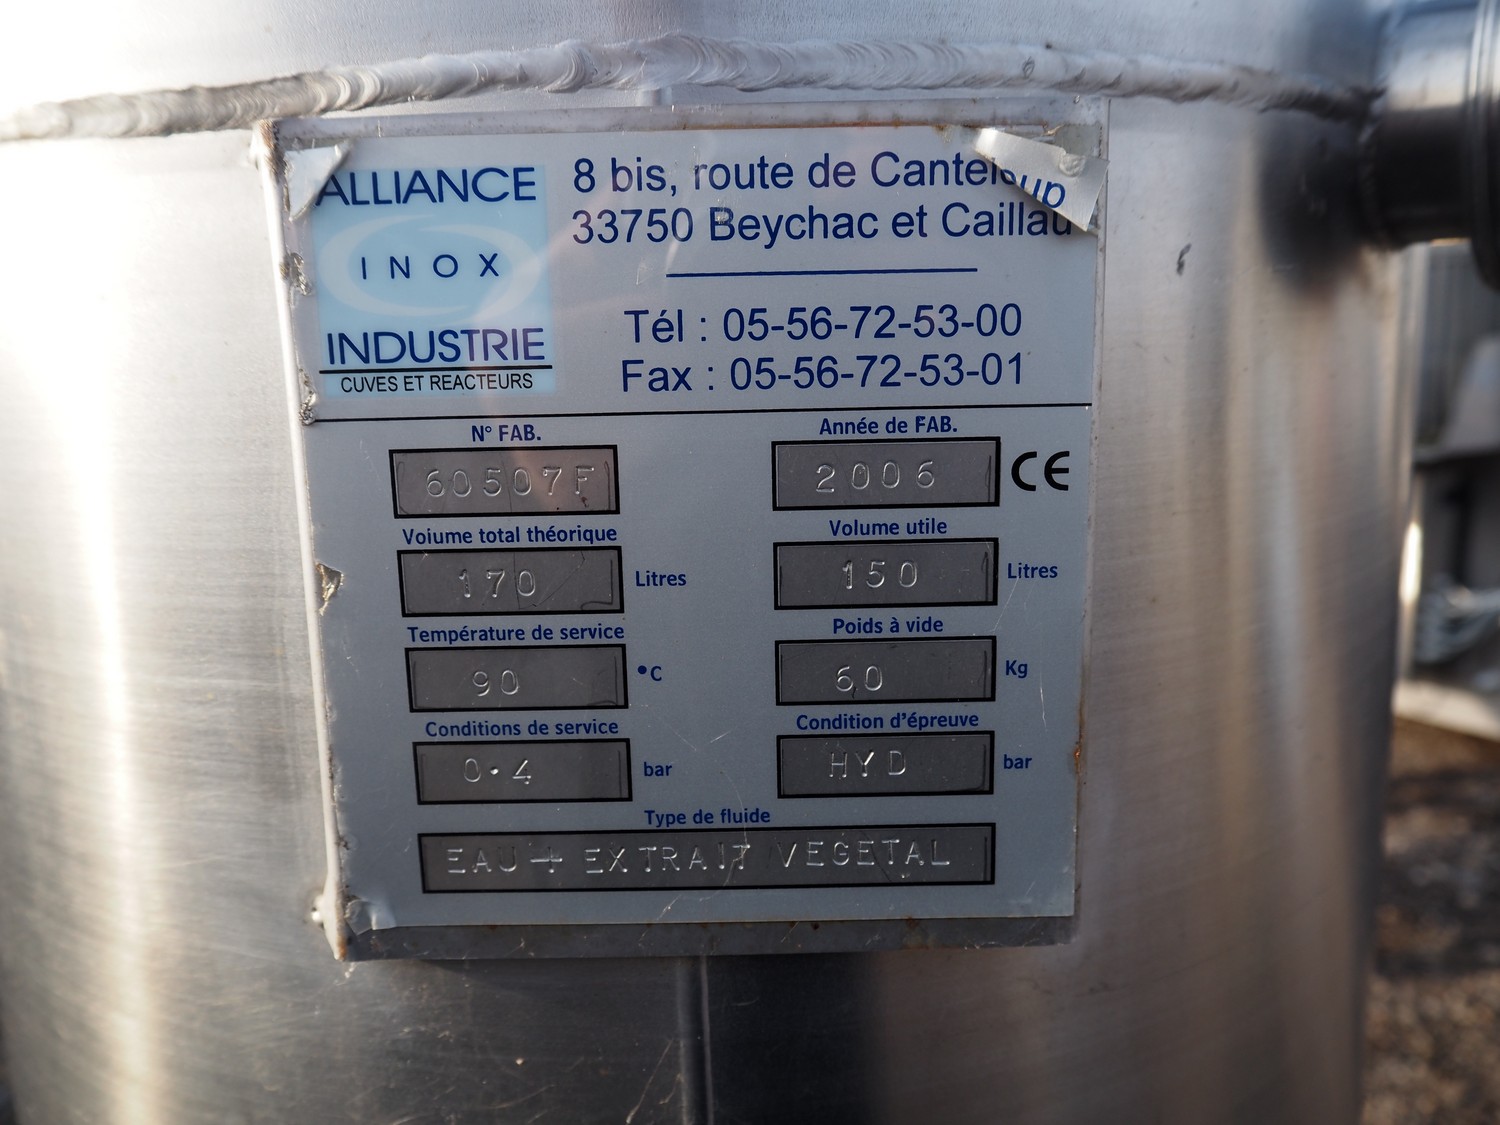 ALLIANCE
INOX
INDUSTRIE
CUVES ET REACTEURS
8 bis, route de Canteloup
33750 Beychac et Caillau
Tél : 05-56-72-53-00
Fax : 05-56-72-53-01
N° FAB.
60507F
Année de FAB.
2006
CE
Volume total théorique
170 Litres
Volume utile
150 Litres
Température de service
90 °C
Poids à vide
60 Kg
Conditions de service
0.4 bar
Condition d'épreuve
HYD bar
Type de fluide
EAU + EXTRAIT VEGETAL